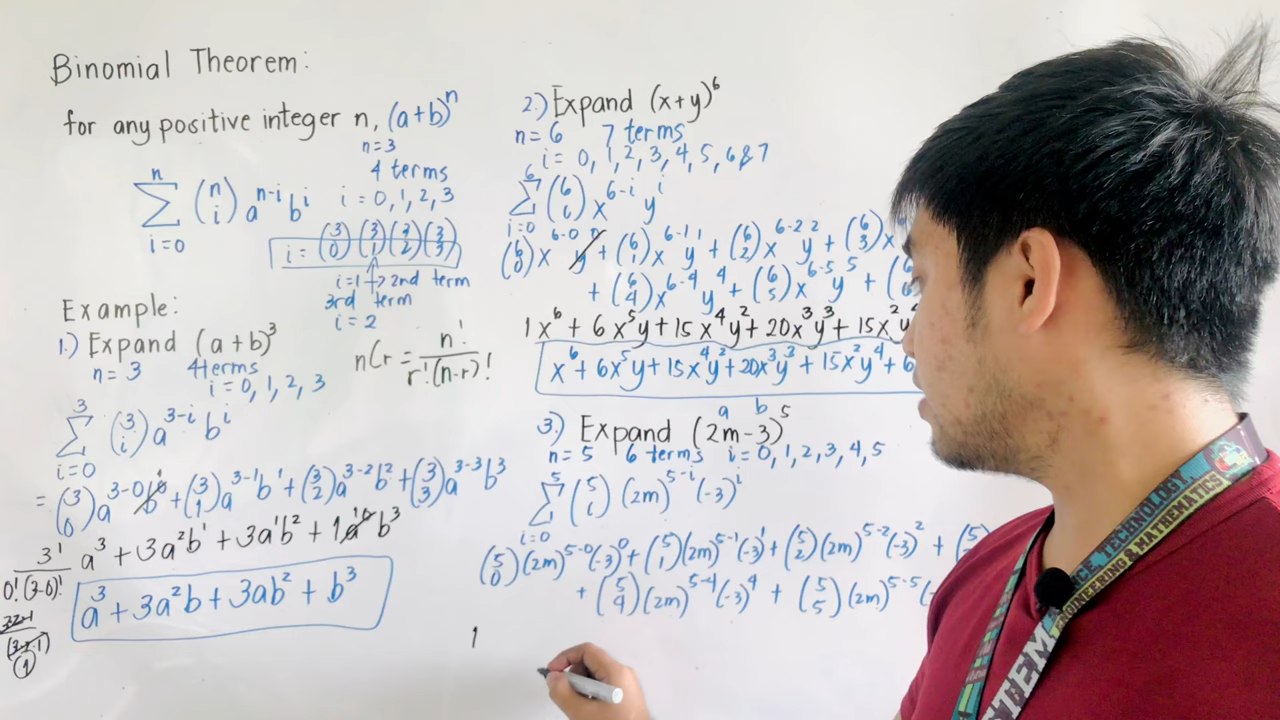 Binomial Theorem:
for any positive integer n, (a+b)^n
n=3
4 terms
∑_{i=0}^{n} (n i) a^{n-i} b^i
i = 0, 1, 2, 3
i = (3 0) (3 1) (3 2) (3 3)
i=1 → 2nd term
3rd term
i = 2
Example:
1.) Expand (a+b)^3
n = 3 4 terms
i = 0, 1, 2, 3
nCr = n! / r!(n-r)!
∑_{i=0}^{3} (3 i) a^{3-i} b^i
= (3 0) a^{3-0} b^0 + (3 1) a^{3-1} b^1 + (3 2) a^{3-2} b^2 + (3 3) a^{3-3} b^3
a^3 + 3a^2b^1 + 3a^1b^2 + 1a^0 b^3
3! / 0!(3-0)!
a^3 + 3a^2b + 3ab^2 + b^3
1
2.) Expand (x+y)^6
n = 6 7 terms
i = 0, 1, 2, 3, 4, 5, 6 & 7
∑_{i=0}^{6} (6 i) x^{6-i} y^i
(6 0) x^{6-0} y^0 + (6 1) x^{6-1} y^1 + (6 2) x^{6-2} y^2 + (6 3) x
+ (6 4) x^{6-4} y^4 + (6 5) x^{6-5} y^5 + (6
1x^6 + 6x^5y + 15x^4y^2 + 20x^3y^3 + 15x^2y^4
x^6 + 6x^5y + 15x^4y^2 + 20x^3y^3 + 15x^2y^4 + 6
a b
3.) Expand (2m-3)^5
n = 5 6 terms i = 0, 1, 2, 3, 4, 5
∑_{i=0}^{5} (5 i) (2m)^{5-i} (-3)^i
(5 0) (2m)^{5-0} (-3)^0 + (5 1) (2m)^{5-1} (-3)^1 + (5 2) (2m)^{5-2} (-3)^2 + (5
+ (5 4) (2m)^{5-4} (-3)^4 + (5 5) (2m)^{5-5} (-
1
TECHNOLOGY,
ENGINEERING & MATHEMATICS
STEM